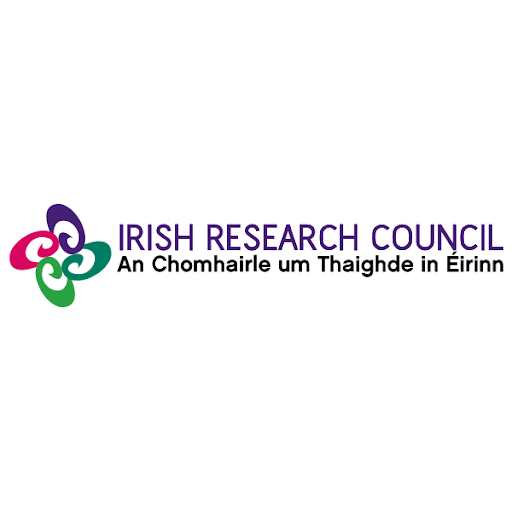 IRISH RESEARCH COUNCIL
An Chomhairle um Thaighde in Éirinn